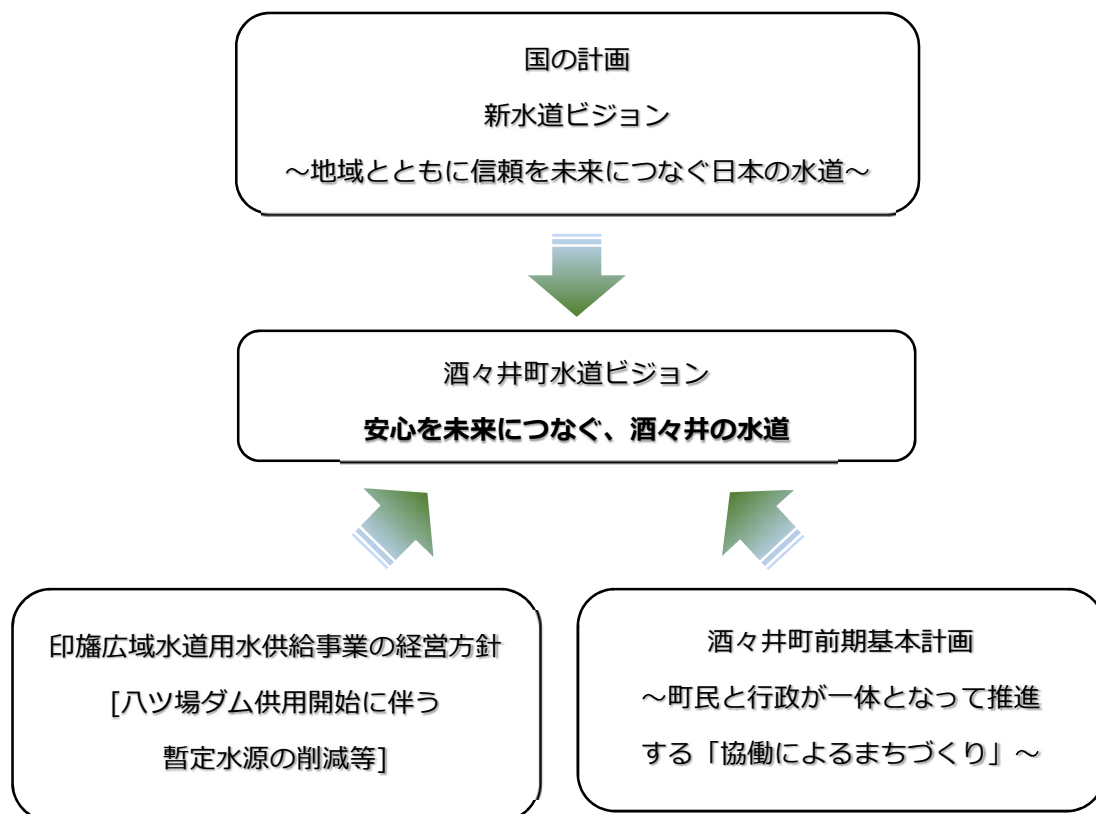 国の計画
新水道ビジョン
～地域とともに信頼を未来につなぐ日本の水道～
酒々井町水道ビジョン
安心を未来につなぐ、酒々井の水道
印旛広域水道用水供給事業の経営方針
[八ツ場ダム供用開始に伴う
暫定水源の削減等]
酒々井町前期基本計画
～町民と行政が一体となって推進
する「協働によるまちづくり」～